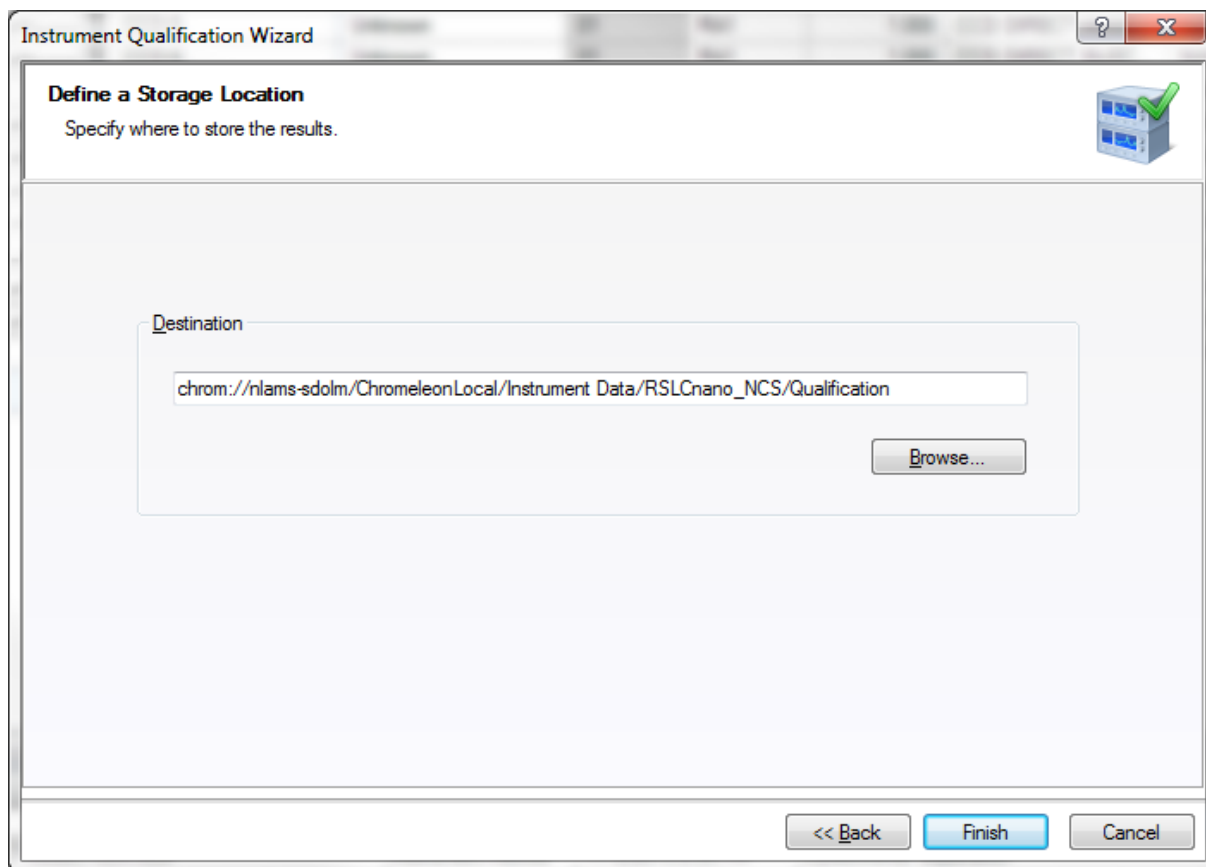 Instrument Qualification Wizard
Define a Storage Location
Specify where to store the results.
Destination
chrom://nlams-sdolm/ChromeleonLocal/Instrument Data/RSLCnano_NCS/Qualification
Browse...
<< Back Finish Cancel